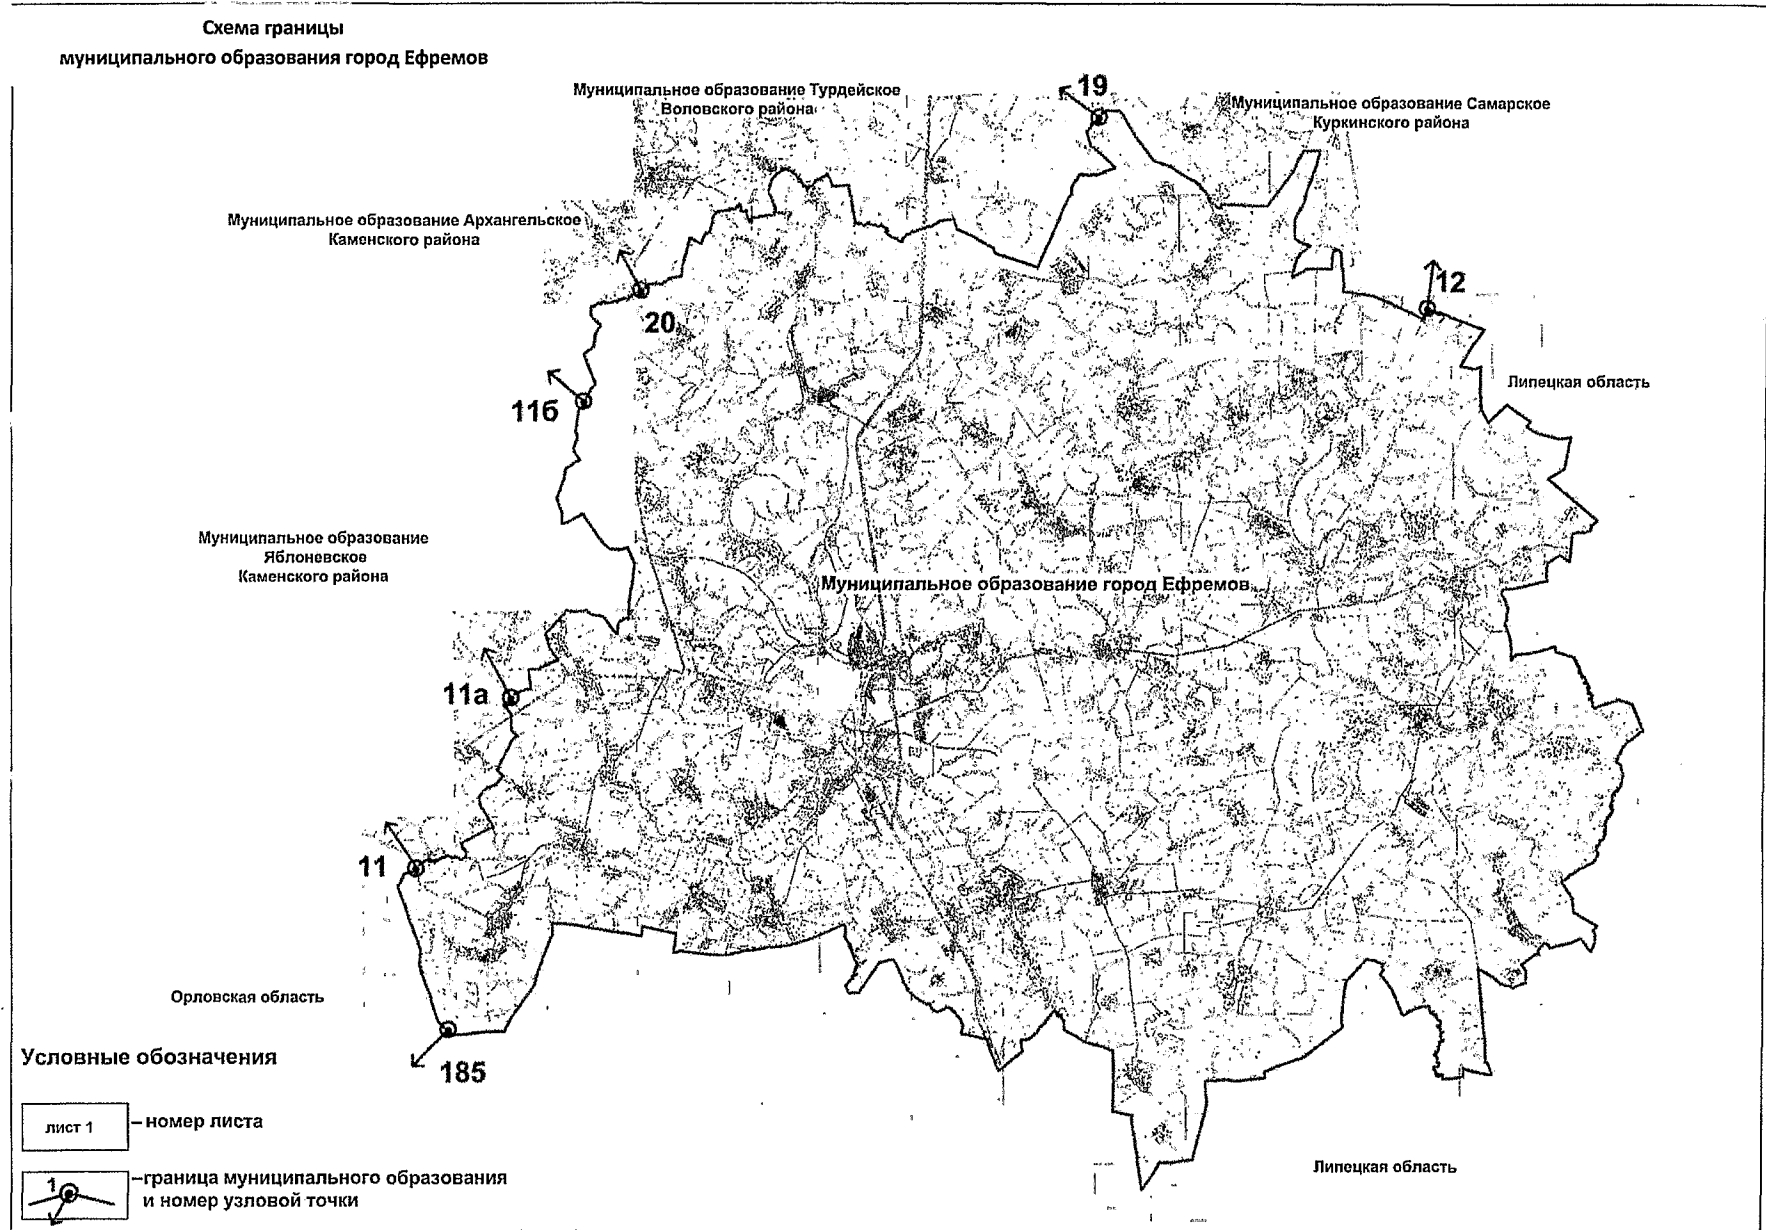 Схема границы
муниципального образования город Ефремов
Муниципальное образование Турдейское
Воловского района
19
Муниципальное образование Самарское
Куркинского района
Муниципальное образование Архангельское
Каменского района
20
12
11б
Липецкая область
Муниципальное образование
Яблоневское
Каменского района
Муниципальное образование город Ефремов
11а
11
Орловская область
185
Условные обозначения
лист 1
– номер листа
1
–граница муниципального образования
и номер узловой точки
Липецкая область